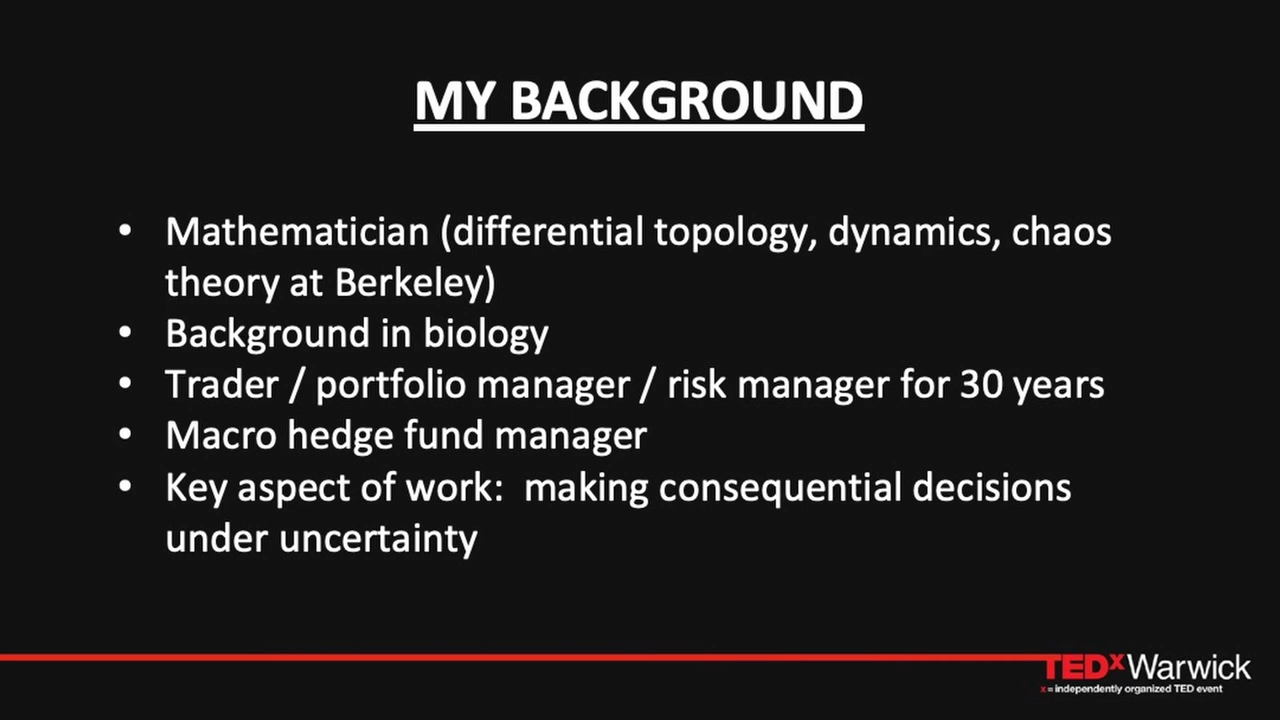 MY BACKGROUND
• Mathematician (differential topology, dynamics, chaos
theory at Berkeley)
• Background in biology
• Trader / portfolio manager / risk manager for 30 years
• Macro hedge fund manager
• Key aspect of work:  making consequential decisions
under uncertainty
TEDxWarwick
x = independently organized TED event